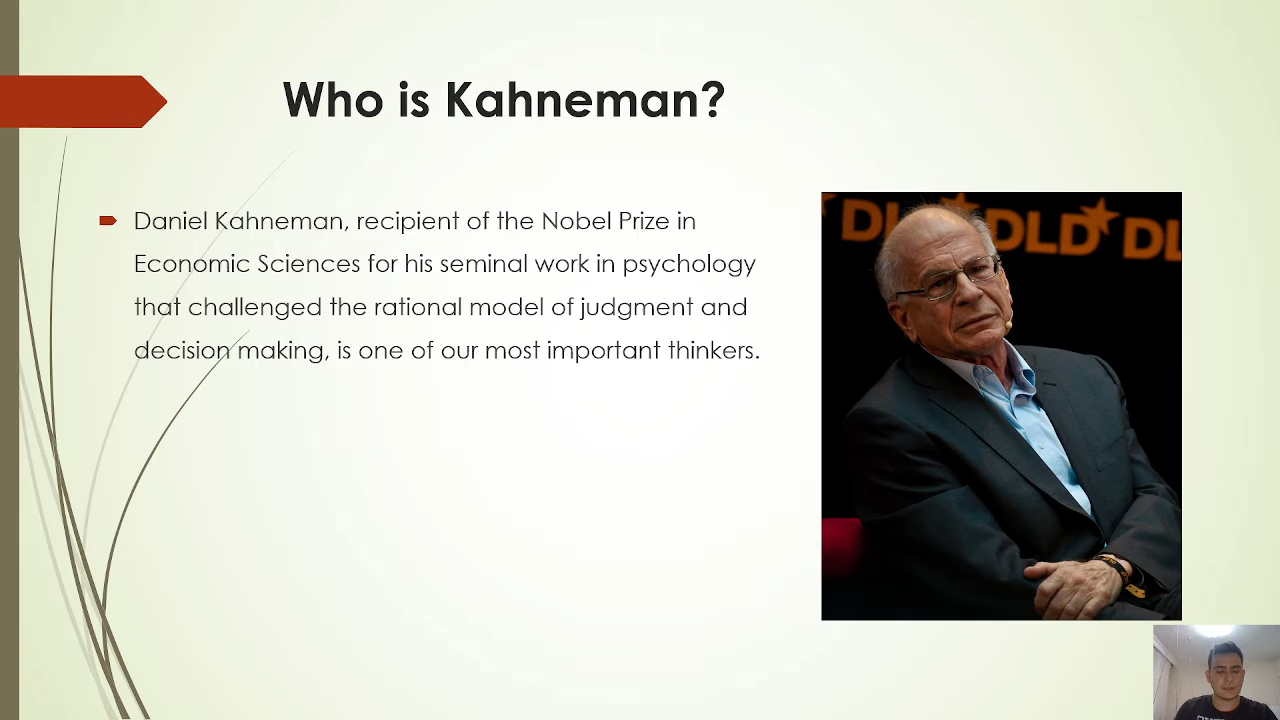 Who is Kahneman?
Daniel Kahneman, recipient of the Nobel Prize in
Economic Sciences for his seminal work in psychology
that challenged the rational model of judgment and
decision making, is one of our most important thinkers.
DLD DL